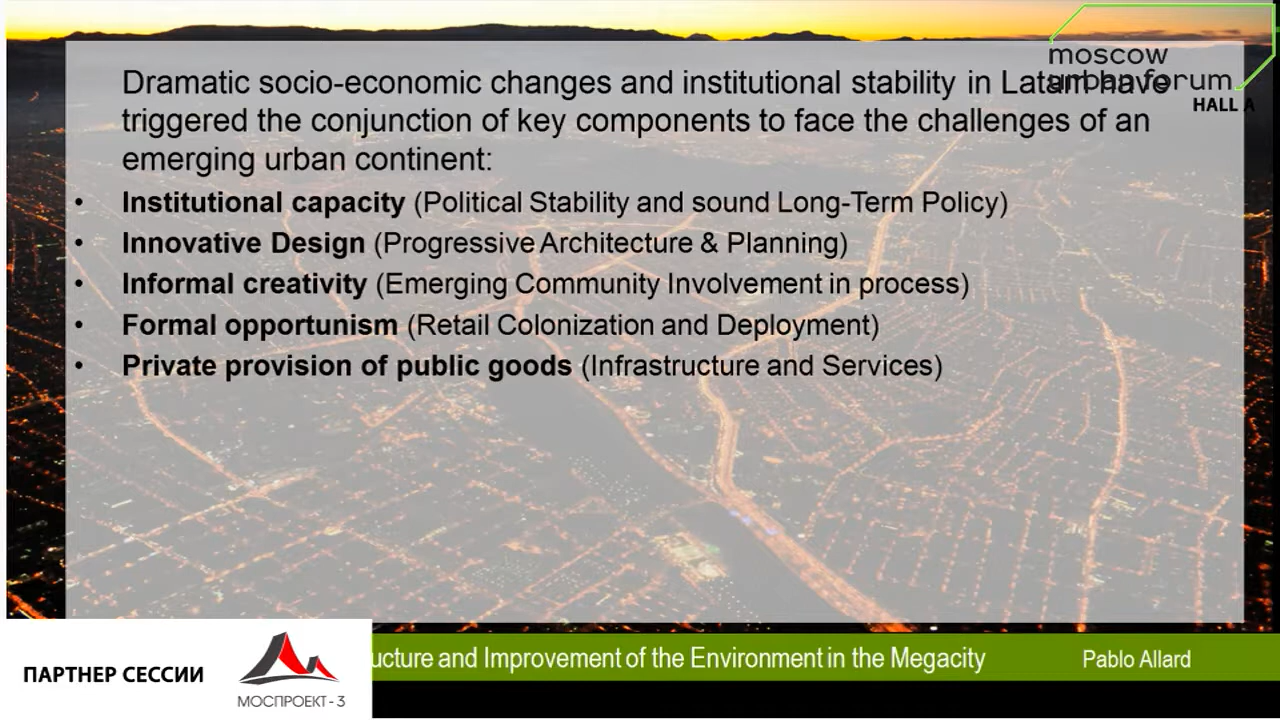 moscow
urban forum
HALL A
Dramatic socio-economic changes and institutional stability in Latam have
triggered the conjunction of key components to face the challenges of an
emerging urban continent:
• Institutional capacity (Political Stability and sound Long-Term Policy)
• Innovative Design (Progressive Architecture & Planning)
• Informal creativity (Emerging Community Involvement in process)
• Formal opportunism (Retail Colonization and Deployment)
• Private provision of public goods (Infrastructure and Services)
ucture and Improvement of the Environment in the Megacity
Pablo Allard
ПАРТНЕР СЕССИИ
МОСПРОЕКТ-3